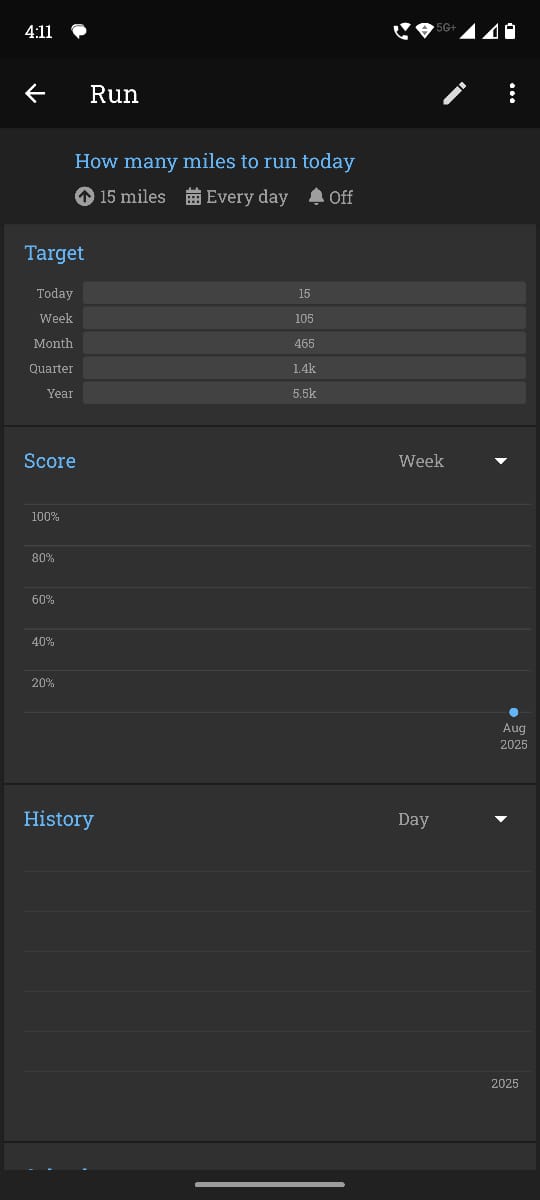 4:11 5G+
Run
How many miles to run today
15 miles Every day Off
Target
Today 15
Week 105
Month 465
Quarter 1.4k
Year 5.5k
Score Week
100%
80%
60%
40%
20%
Aug
2025
History Day
2025